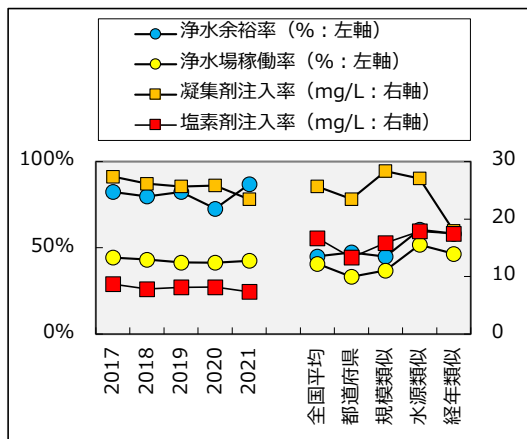 浄水余裕率（%：左軸）
浄水場稼働率（%：左軸）
凝集剤注入率（mg/L：右軸）
塩素剤注入率（mg/L：右軸）
100%
50%
0%
30
20
10
0
2017
2018
2019
2020
2021
全国平均
都道府県
規模類似
水源類似
経年類似